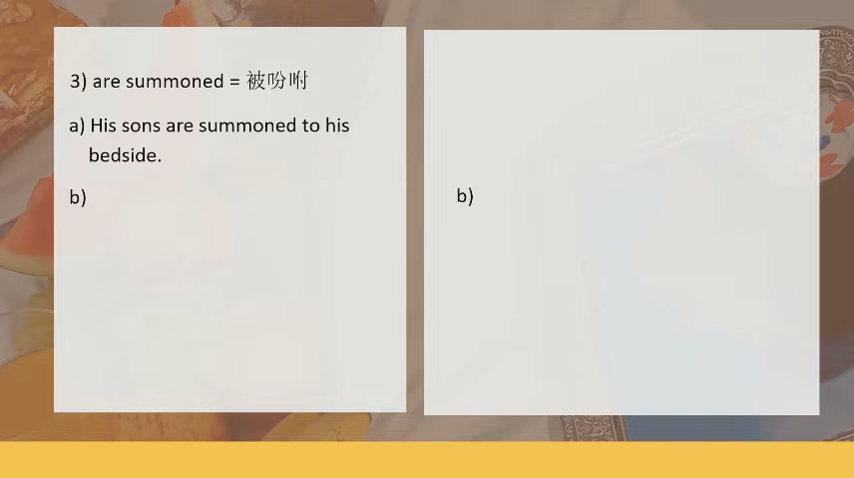 3) are summoned = 被吩咐
a) His sons are summoned to his
bedside.
b)
b)